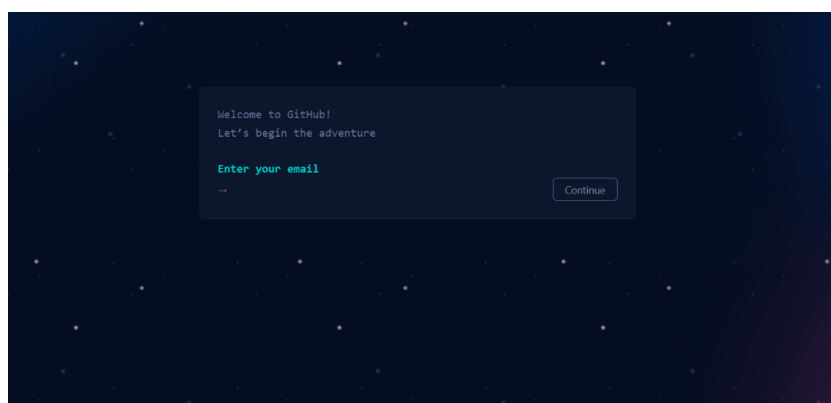 Welcome to GitHub!
Let's begin the adventure
Enter your email
→
Continue